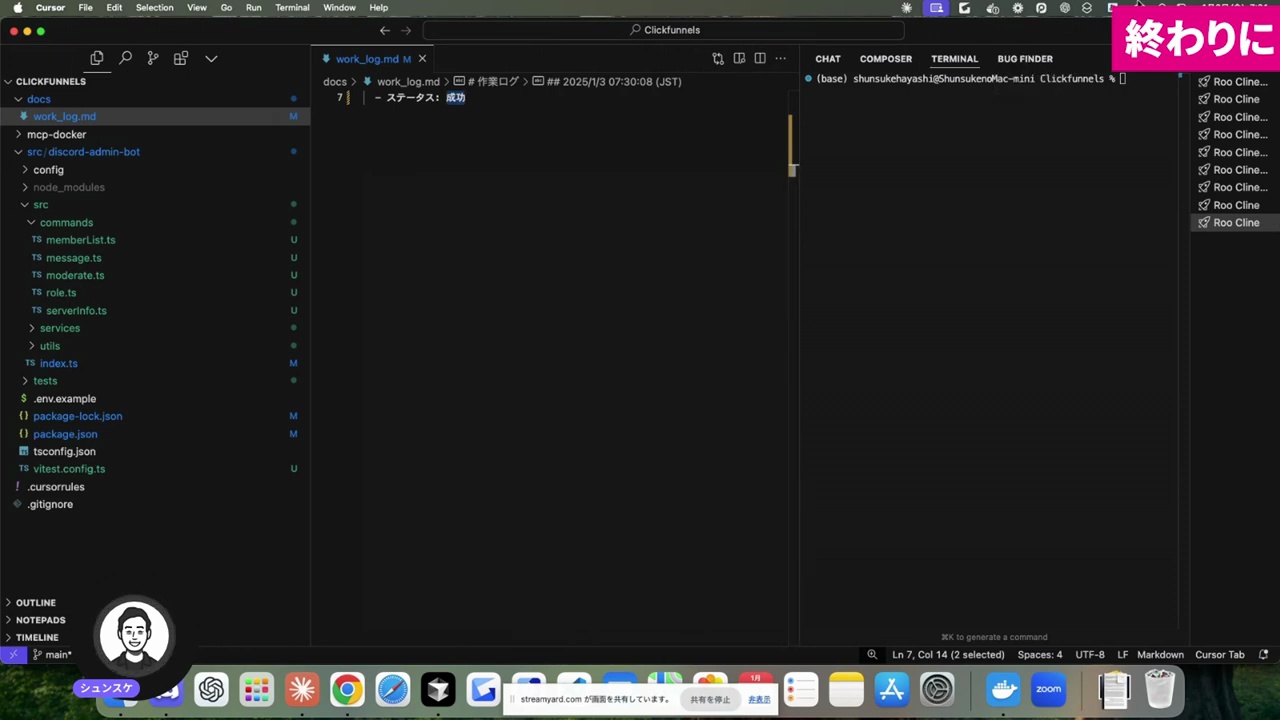 Cursor File Edit Selection View Go Run Terminal Window Help
終わりに
Clickfunnels
CLICKFUNNELS
docs
work_log.md M
mcp-docker
src/discord-admin-bot
config
node_modules
src
commands
TS memberList.ts U
TS message.ts U
TS moderate.ts U
TS role.ts U
TS serverInfo.ts U
services
utils
TS index.ts M
tests
$ .env.example
{} package-lock.json M
{} package.json M
tsconfig.json
TS vitest.config.ts U
! .cursorrules
.gitignore
OUTLINE
NOTEPADS
TIMELINE
work_log.md M
docs > work_log.md > # 作業ログ > ## 2025/1/3 07:30:08 (JST)
7 - ステータス: 成功
CHAT COMPOSER TERMINAL BUG FINDER
(base) shunsukehayashi@ShunsukenoMac-mini Clickfunnels %
Roo Cline...
Roo Cline...
Roo Cline...
Roo Cline...
Roo Cline...
Roo Cline...
Roo Cline...
Roo Cline
Roo Cline
⌘K to generate a command
main* Ln 7, Col 14 (2 selected) Spaces: 4 UTF-8 LF Markdown Cursor Tab
シュンスケ
streamyard.com が画面を共有しています。 共有を停止 非表示
1月
zoom